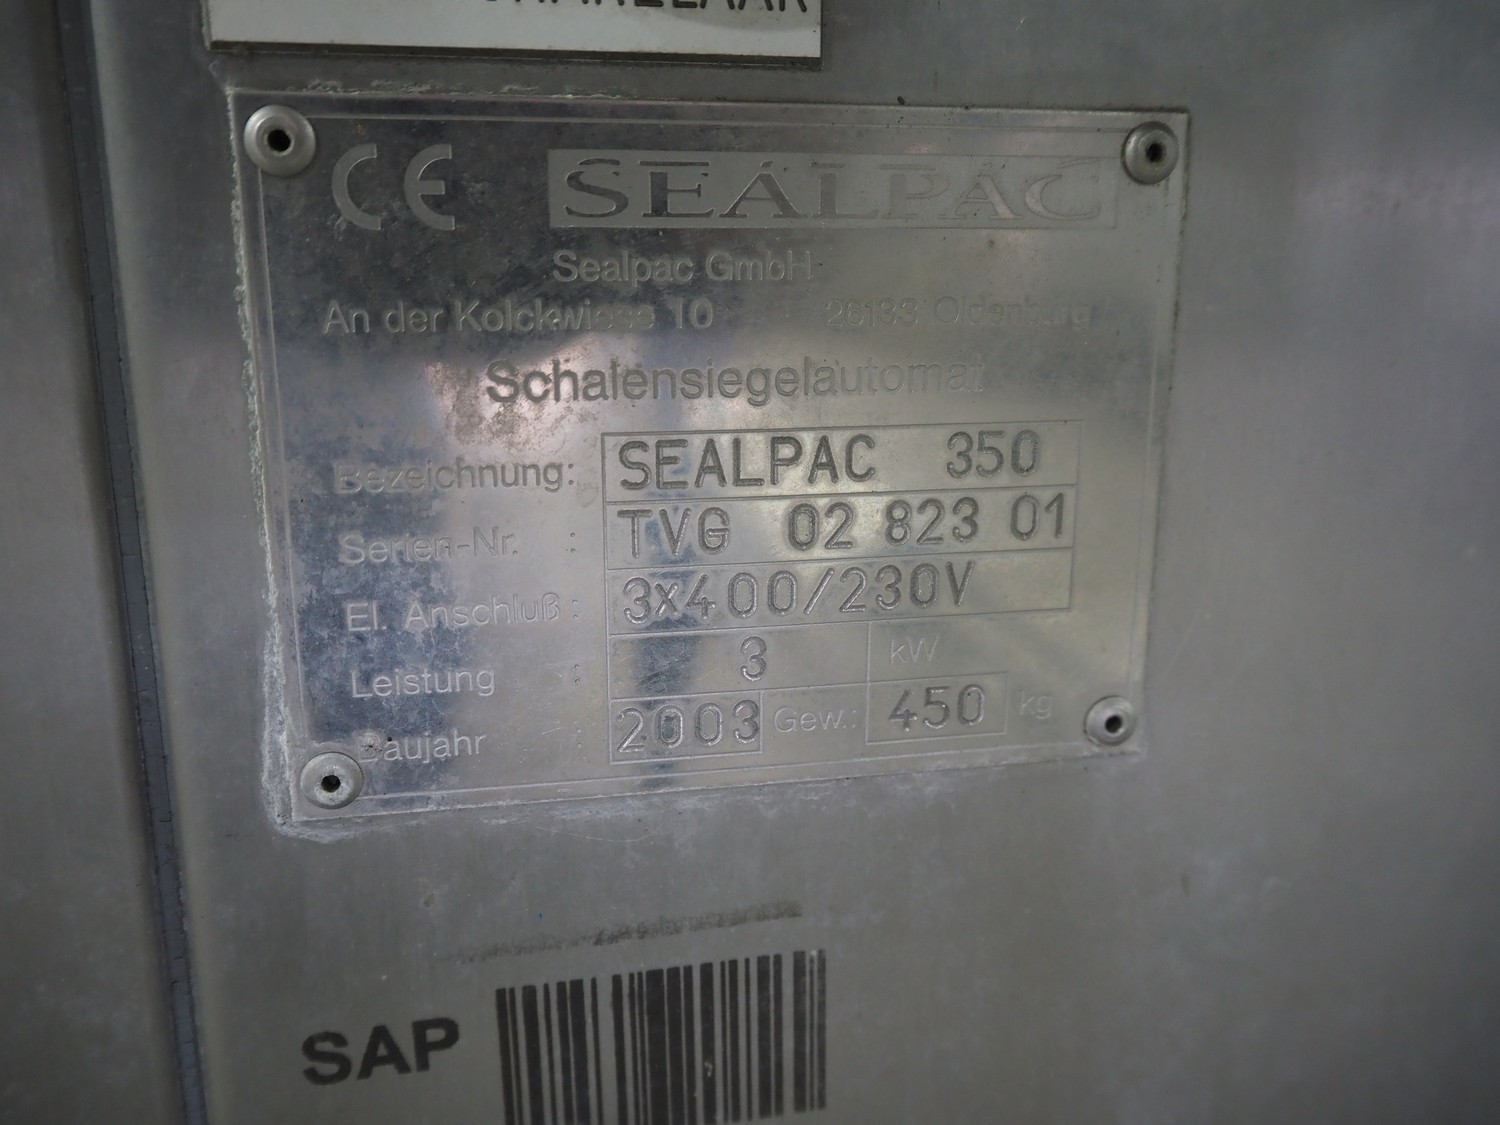 CE SEALPAC
Sealpac GmbH
An der Kolckwiese 10 26133 Oldenburg
Schalensiegelautomat
Bezeichnung: SEALPAC 350
Serien-Nr. : TVG 02 823 01
El. Anschluß: 3x400/230V
Leistung : 3 kW
Baujahr : 2003 Gew.: 450 kg
SAP